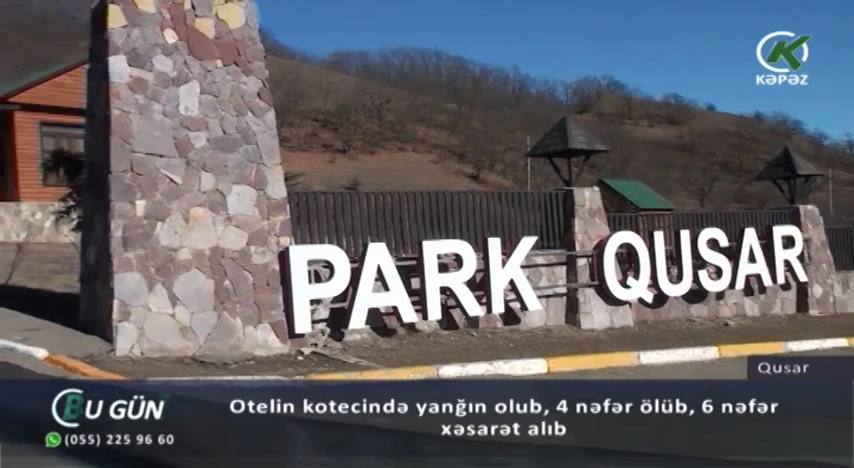 KƏPƏZ
PARK QUSAR
Qusar
BU GÜN
(055) 225 96 60
Otelin kotecində yanğın olub, 4 nəfər ölüb, 6 nəfər
xəsarət alıb